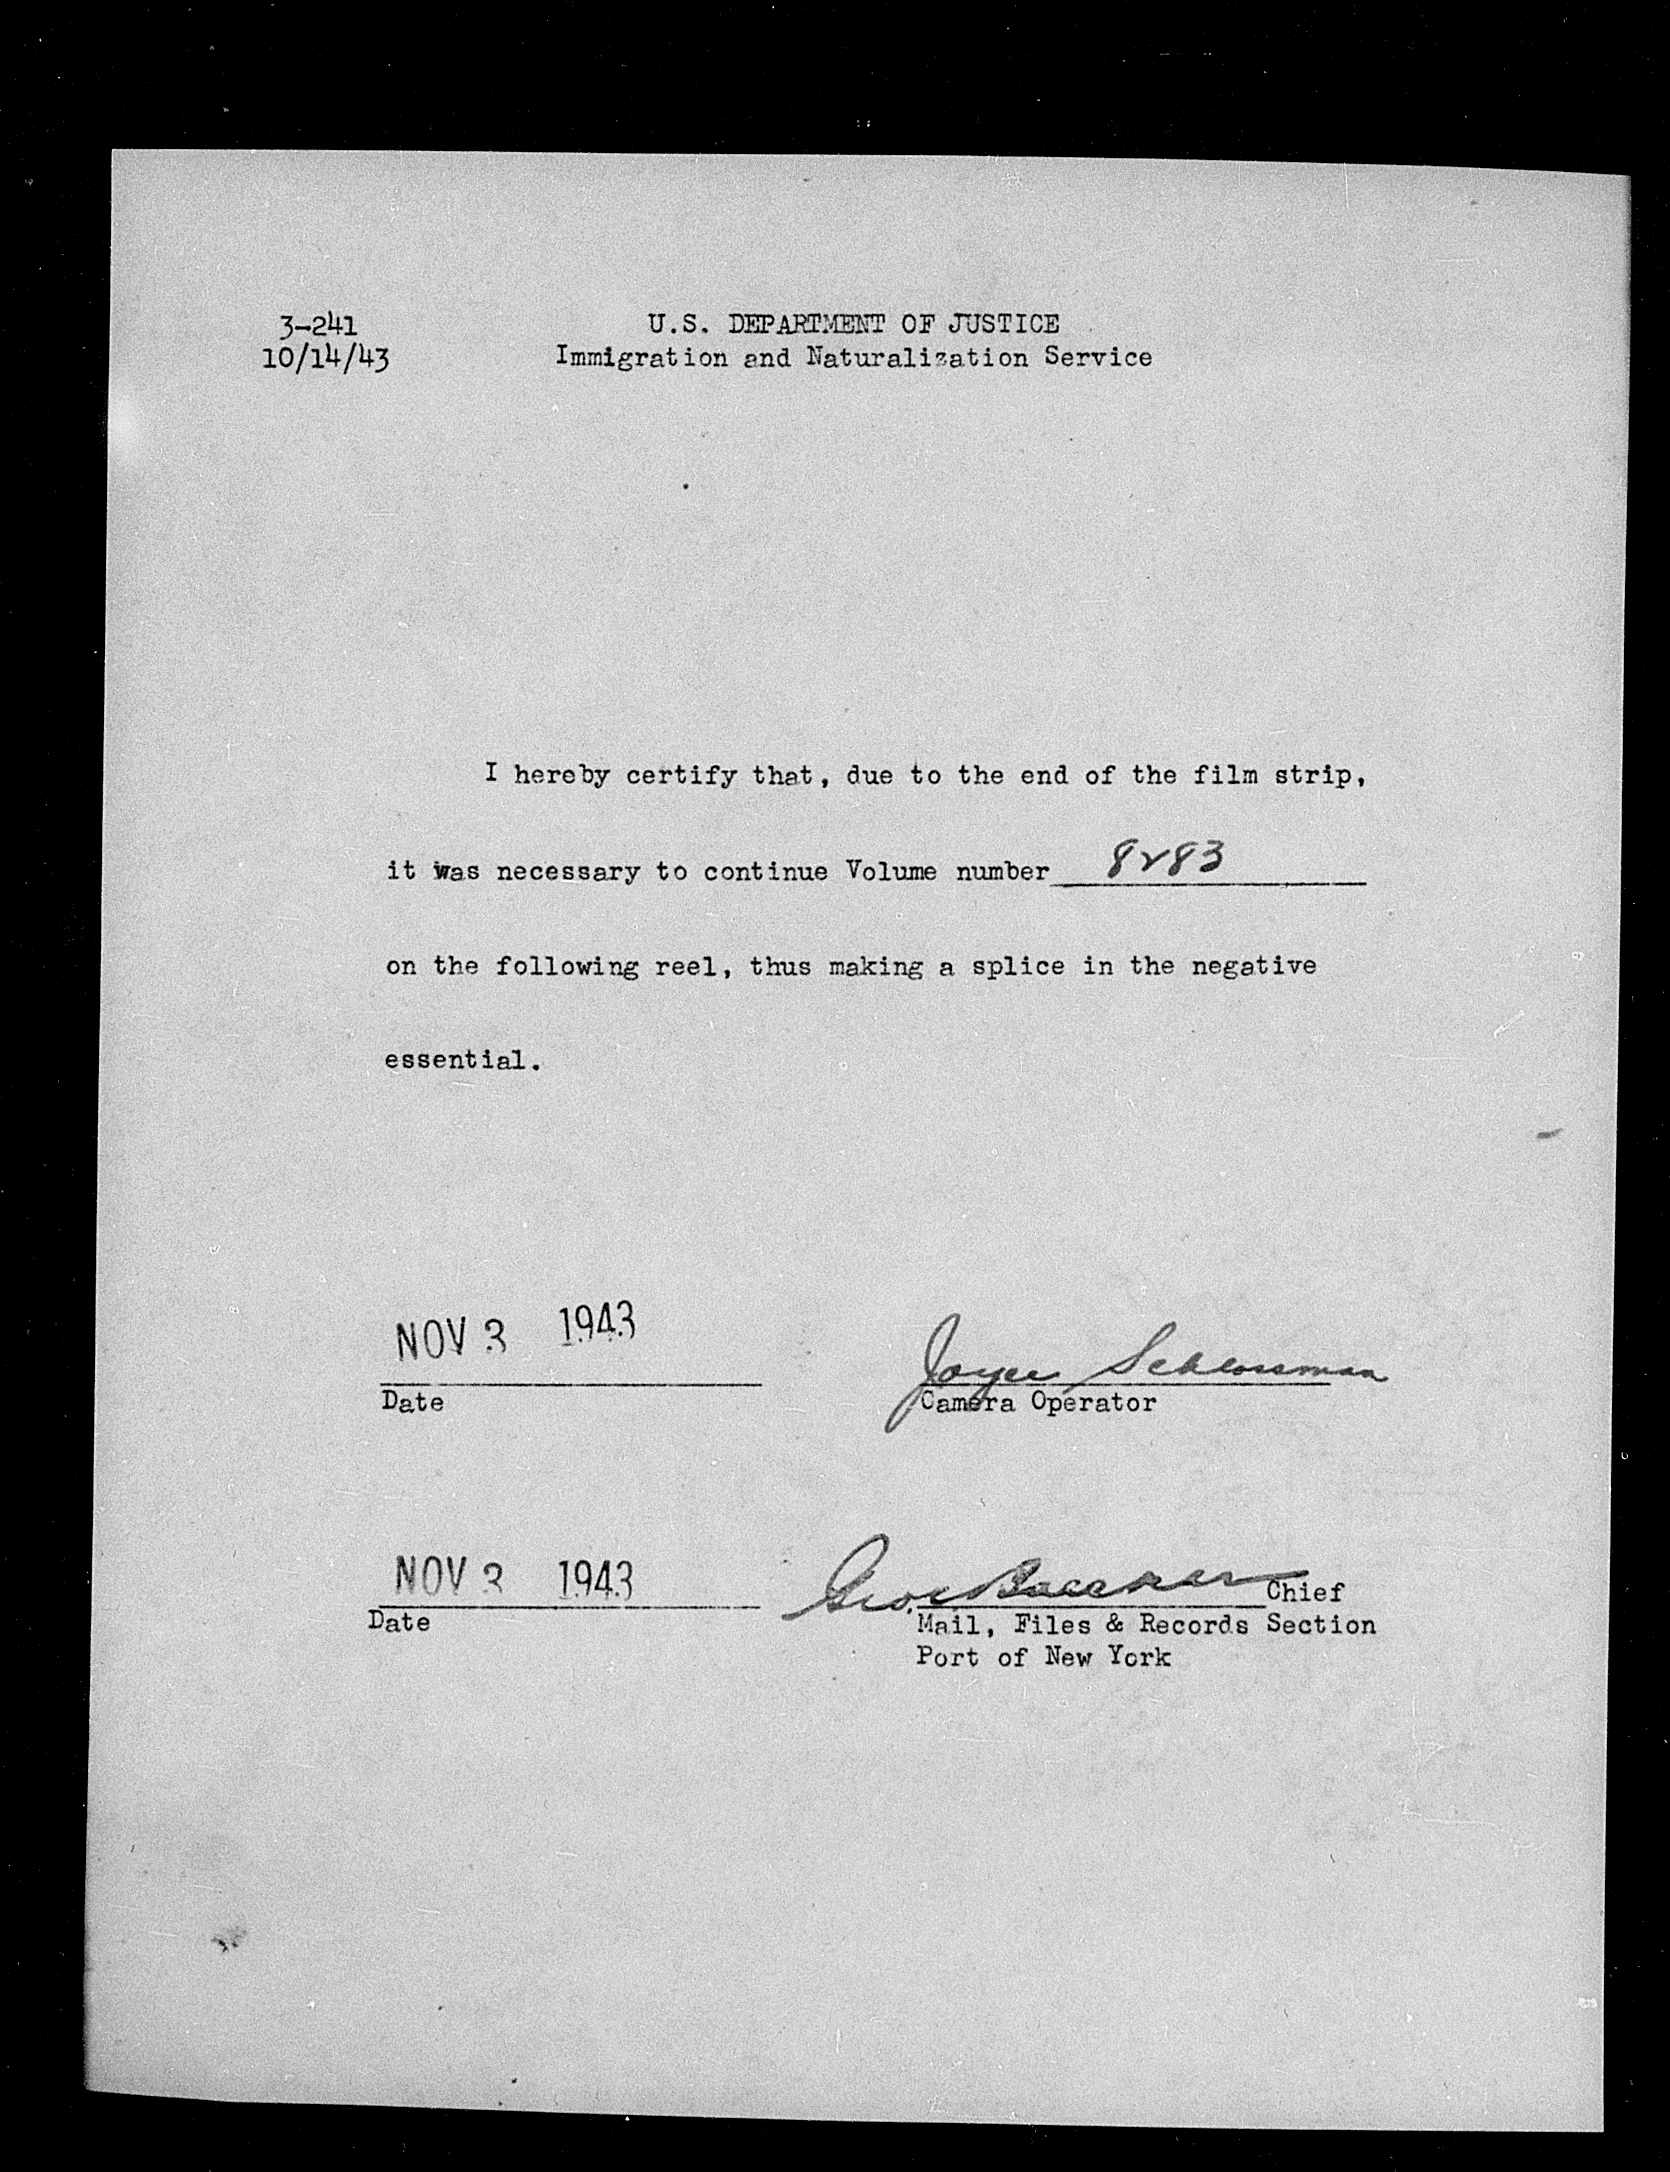 3-241
10/14/43
U.S. DEPARTMENT OF JUSTICE
Immigration and Naturalization Service
I hereby certify that, due to the end of the film strip,
it was necessary to continue Volume number 8283
on the following reel, thus making a splice in the negative
essential.
NOV 3 1943
Date
Joyce Schlossman
Camera Operator
NOV 3 1943
Date
Geo. Chief
Mail, Files & Records Section
Port of New York